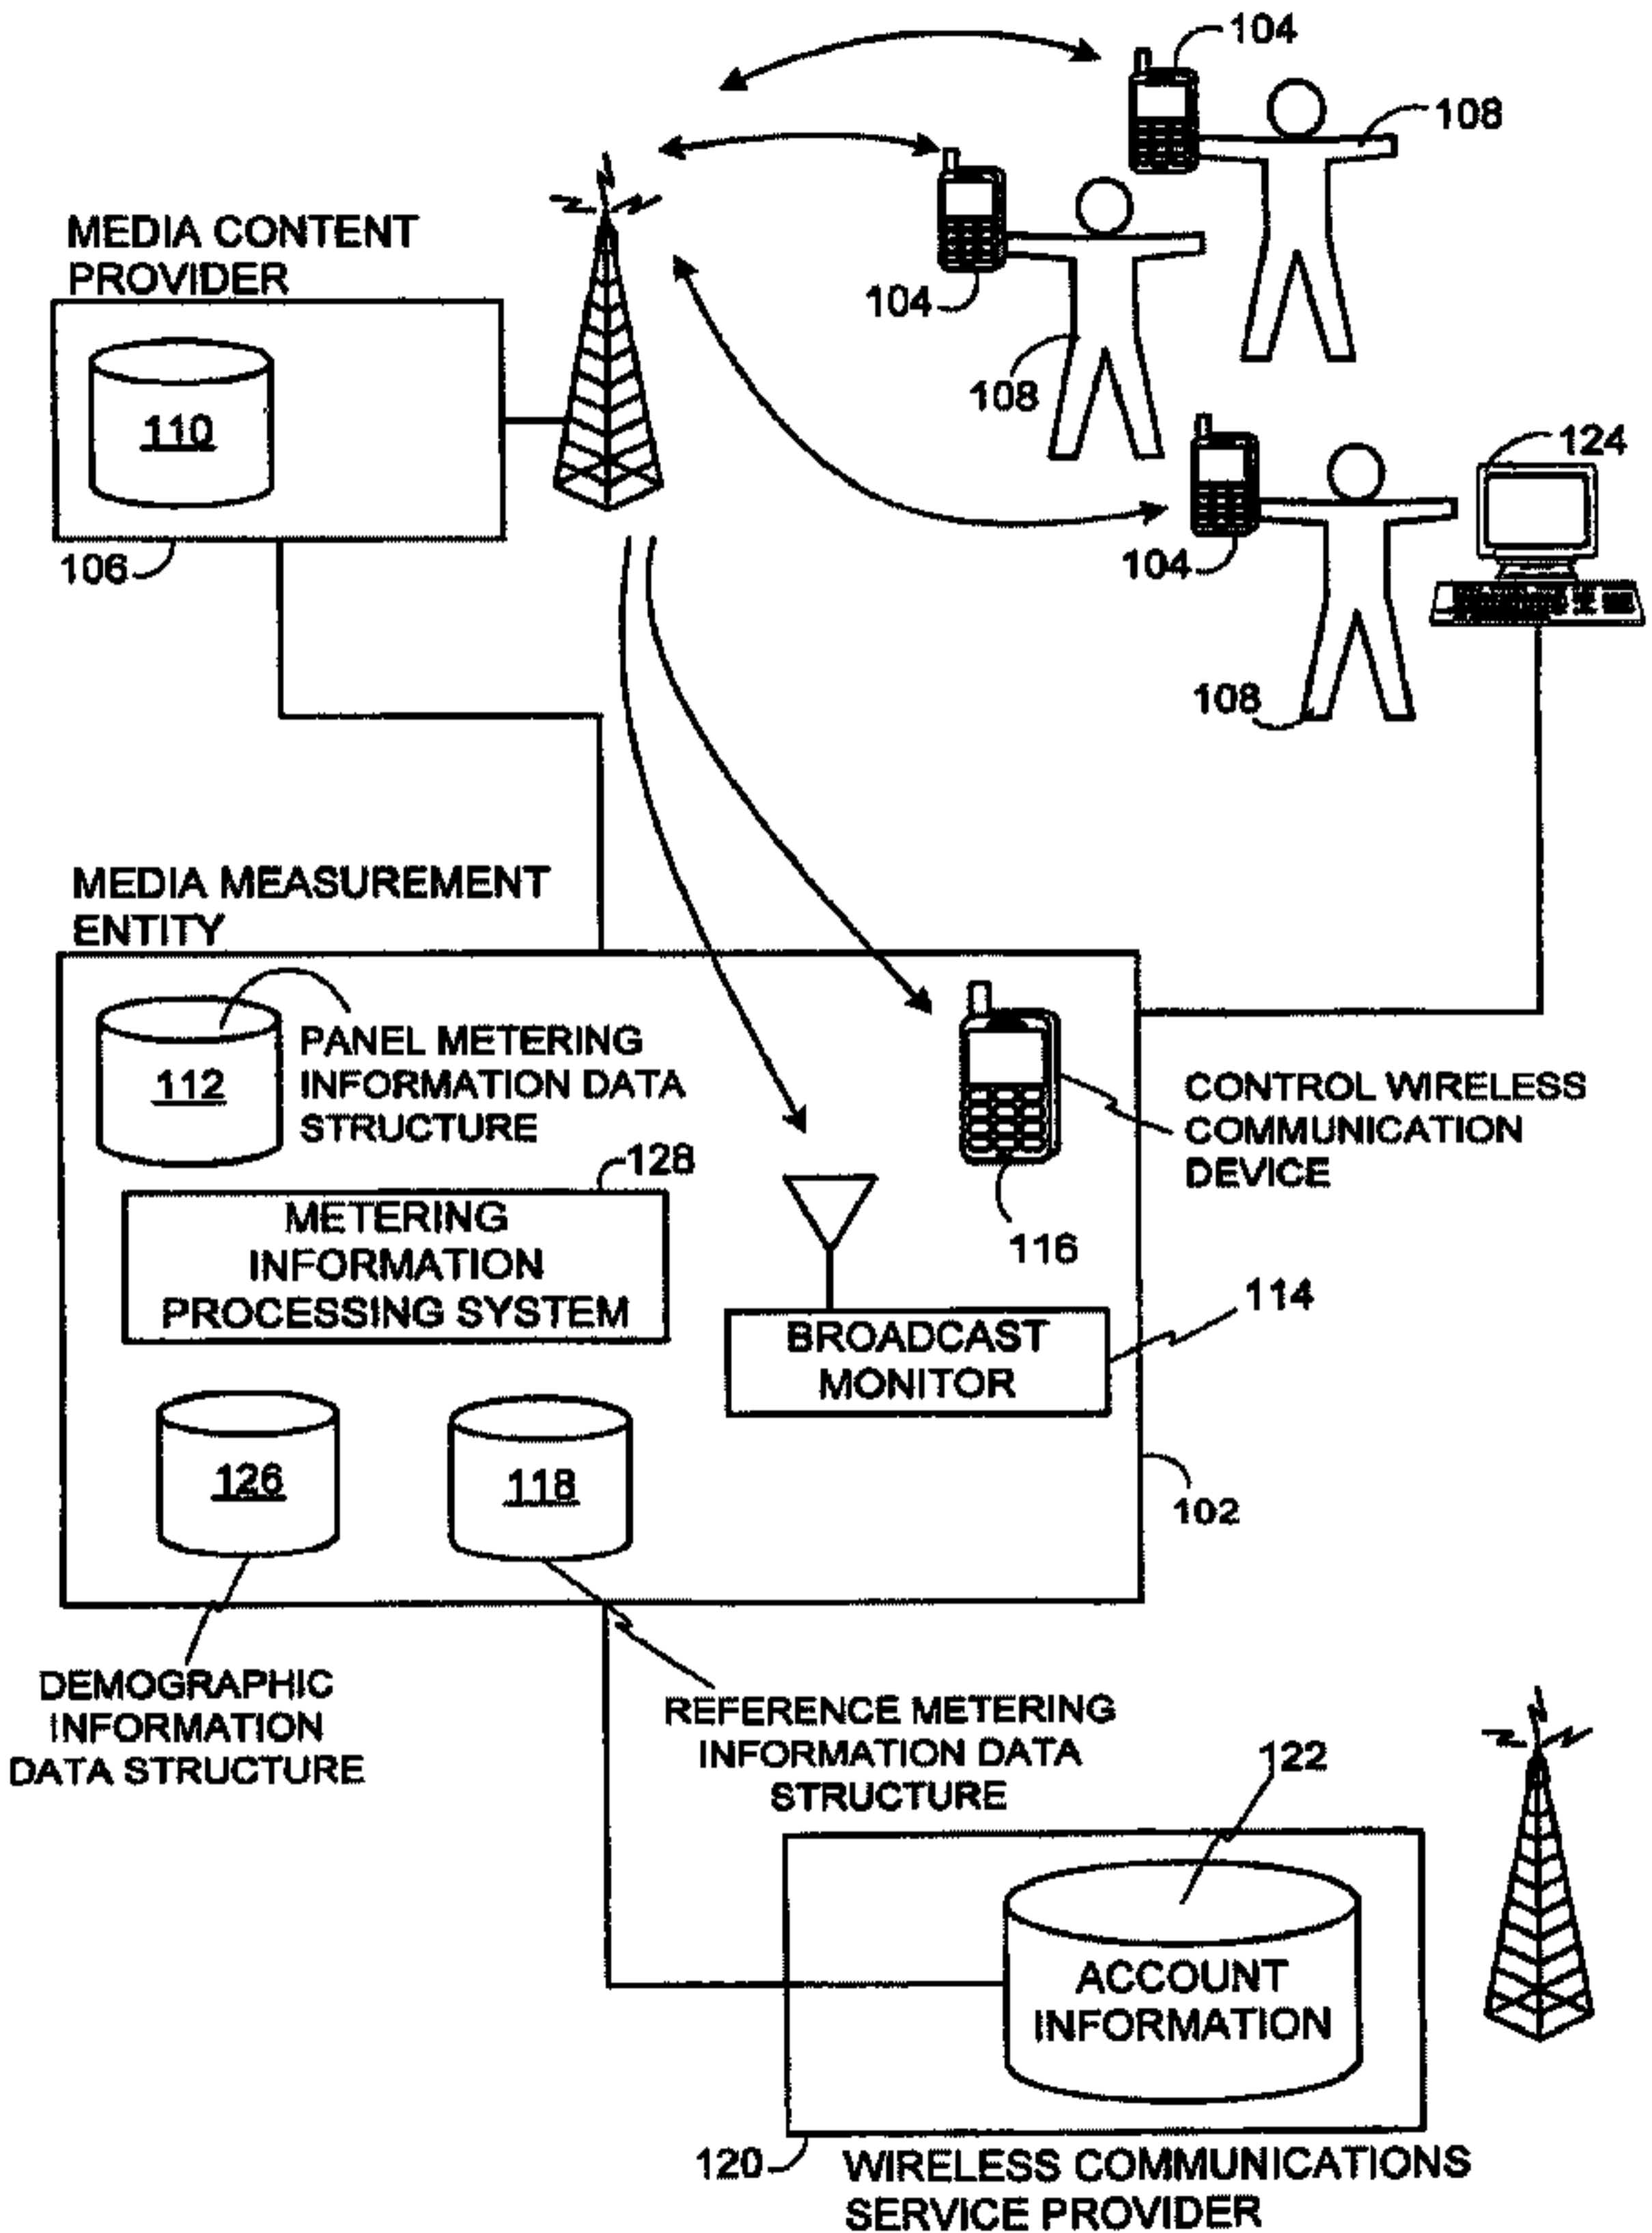 104
108
MEDIA CONTENT
PROVIDER
104
108
110
124
106
104
108
MEDIA MEASUREMENT
ENTITY
PANEL METERING
INFORMATION DATA
STRUCTURE
112
CONTROL WIRELESS
COMMUNICATION
DEVICE
128
METERING
INFORMATION
PROCESSING SYSTEM
116
114
BROADCAST
MONITOR
126
118
102
DEMOGRAPHIC
INFORMATION
DATA STRUCTURE
REFERENCE METERING
INFORMATION DATA
STRUCTURE
122
ACCOUNT
INFORMATION
120
WIRELESS COMMUNICATIONS
SERVICE PROVIDER